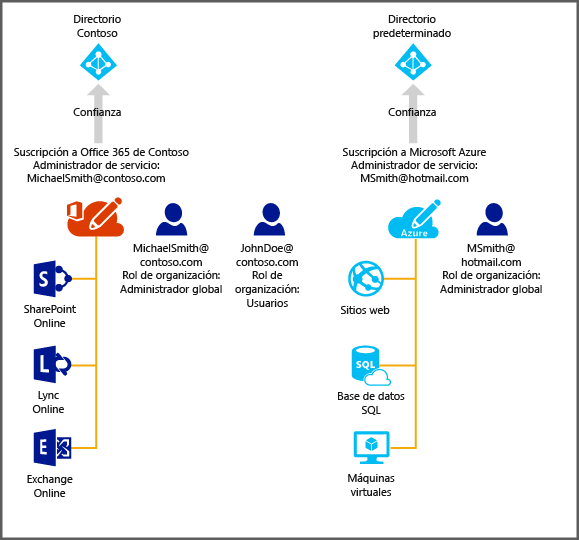 Directorio
Contoso
Confianza
Suscripción a Office 365 de Contoso
Administrador de servicio:
MichaelSmith@contoso.com
MichaelSmith@
contoso.com
Rol de organización:
Administrador global
JohnDoe@
contoso.com
Rol de
organización:
Usuarios
S
SharePoint
Online
L
Lync
Online
E
Exchange
Online
Directorio
predeterminado
Confianza
Suscripción a Microsoft Azure
Administrador de servicio:
MSmith@hotmail.com
Azure
MSmith@
hotmail.com
Rol de organización:
Administrador global
Sitios web
SQL
Base de datos
SQL
Máquinas
virtuales